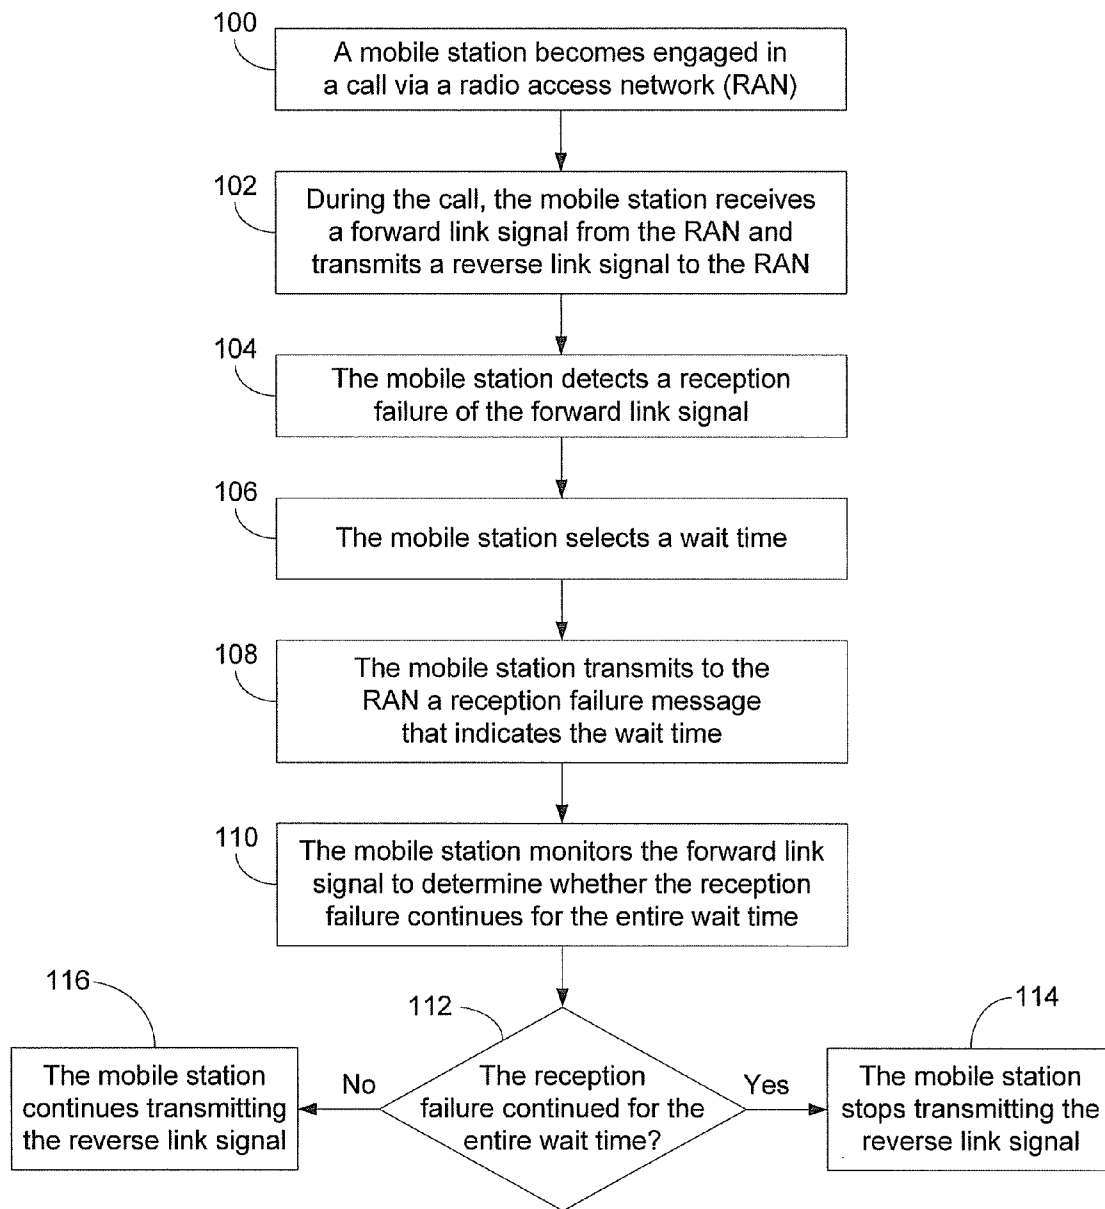 100
A mobile station becomes engaged in
a call via a radio access network (RAN)
102
During the call, the mobile station receives
a forward link signal from the RAN and
transmits a reverse link signal to the RAN
104
The mobile station detects a reception
failure of the forward link signal
106
The mobile station selects a wait time
108
The mobile station transmits to the
RAN a reception failure message
that indicates the wait time
110
The mobile station monitors the forward link
signal to determine whether the reception
failure continues for the entire wait time
116
112
114
The mobile station
continues transmitting
the reverse link signal
No
The reception
failure continued for the
entire wait time?
Yes
The mobile station
stops transmitting the
reverse link signal